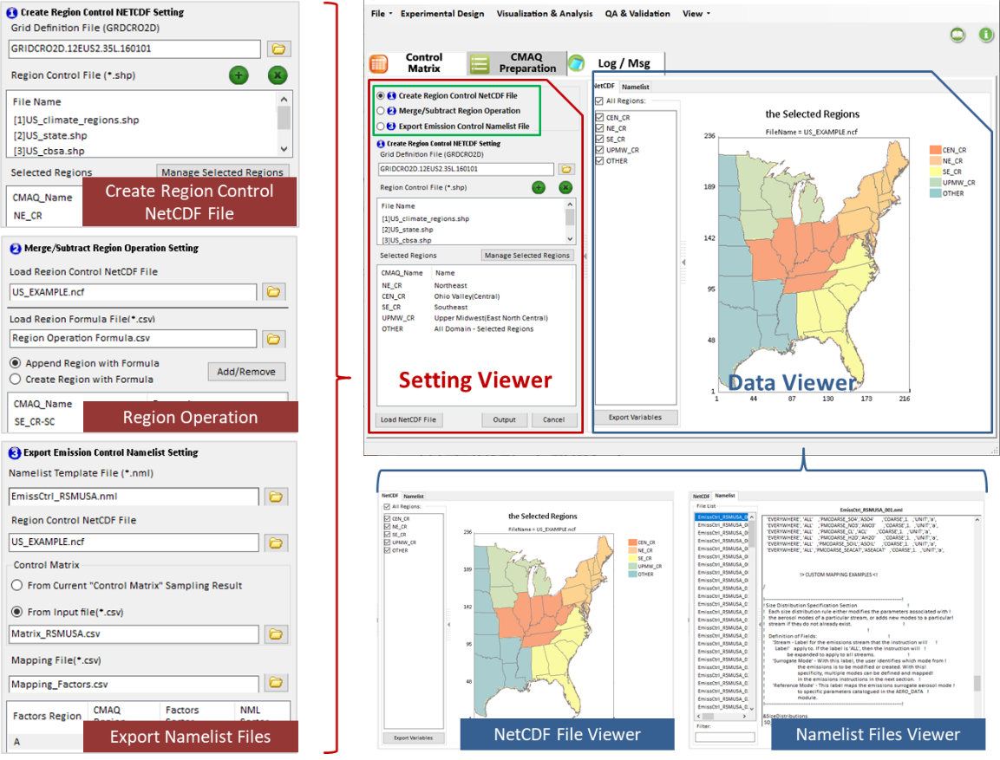 1 Create Region Control NETCDF Setting
Grid Definition File (GRDCRO2D)
GRIDCRO2D.12EUS2.35L.160101
Region Control File (*.shp)
File Name
[1]US_climate_regions.shp
[2]US_state.shp
[3]US_cbsa.shp
Selected Regions
Manage Selected Regions
CMAQ_Name
NE_CR
Create Region Control
NetCDF File
2 Merge/Subtract Region Operation Setting
Load Reion Control NetCDF File
US_EXAMPLE.ncf
Load Reion Formula File(*.csv)
Region Operation Formula.csv
Append Region with Formula
Create Region with Formula
Add/Remove
CMAQ_Name
SE_CR-SC
Region Operation
3 Export Emission Control Namelist Setting
Namelist Template File (*.nml)
EmissCtrl_RSMUSA.nml
Region Control NetCDF File
US_EXAMPLE.ncf
Control Matrix
From Current "Control Matrix" Sampling Result
From Input file(*.csv)
Matrix_RSMUSA.csv
Mapping File(*.csv)
Mapping_Factors.csv
Factors Region
CMAQ
Factors
NML
A
Export Namelist Files
File Experimental Design Visualization & Analysis QA & Validation View
Control
Matrix
CMAQ
Preparation
Log / Msg
1 Create Region Control NetCDF File
2 Merge/Subtract Region Operation
3 Export Emission Control Namelist File
1 Create Region Control NETCDF Setting
Grid Definition File (GRDCRO2D)
GRIDCRO2D.12EUS2.35L.160101
Region Control File (*.shp)
File Name
[1]US_climate_regions.shp
[2]US_state.shp
[3]US_cbsa.shp
Selected Regions
Manage Selected Regions
CMAQ_Name Name
NE_CR Northeast
CEN_CR Ohio Valley(Central)
SE_CR Southeast
UPMW_CR Upper Midwest(East North Central)
OTHER All Domain - Selected Regions
Setting Viewer
Load NetCDF File
Output
Cancel
NetCDF Namelist
All Regions:
CEN_CR
NE_CR
SE_CR
UPMW_CR
OTHER
Export Variables
the Selected Regions
FileName = US_EXAMPLE.ncf
236
189
142
95
48
1
1 44 87 130 173 216
CEN_CR
NE_CR
SE_CR
UPMW_CR
OTHER
Data Viewer
NetCDF Namelist
All Regions:
CEN_CR
NE_CR
SE_CR
UPMW_CR
OTHER
Export Variables
the Selected Regions
FileName = US_EXAMPLE.ncf
236
189
142
95
48
CEN_CR
NE_CR
SE_CR
UPMW_CR
OTHER
NetCDF File Viewer
NetCDF Namelist
File List
Filter:
EmissCtrl_RSMUSA_001.nml
'EVERYWHERE','ALL' ,'PMCOARSE_SO4','ASO4' ,'COARSE',1. ,'UNIT','a',
'EVERYWHERE','ALL' ,'PMCOARSE_NO3','ANO3' ,'COARSE',1. ,'UNIT','a',
'EVERYWHERE','ALL' ,'PMCOARSE_CL','ACL' ,'COARSE',1. ,'UNIT','a',
'EVERYWHERE','ALL' ,'PMCOARSE_H2O','AH2O' ,'COARSE',1. ,'UNIT','a',
'EVERYWHERE','ALL' ,'PMCOARSE_SOIL','ASOIL' ,'COARSE',1. ,'UNIT','a',
'EVERYWHERE','ALL' ,'PMCOARSE_SEACAT','ASEACAT' ,'COARSE',1. ,'UNIT','a',
!> CUSTOM MAPPING EXAMPLES <!
/
! Size Distribution Specification Section !
! Each size distribution rule either modifies the parameters associated with !
! the aerosol modes of a particular stream, or adds new modes to a particular!
! stream if they do not already exist. !
! Definition of Fields: !
! 'Stream - Label for the emissions stream that the instruction will !
! Label' apply to. If the label is 'ALL', then the instruction will !
! be expanded to apply to all streams. !
! 'Surrogate Mode' - With this label, the user identifies which mode from !
! the emissions is to be modified or created. With this!
! specificity, multiple modes can be defined and mapped!
! in the emissions instructions in the next section. !
! 'Reference Mode' - This label maps the emissions surrogate aerosol mode !
! to specific parameters catalogued in the AERO_DATA !
! module. !
&SizeDistributions
Namelist Files Viewer